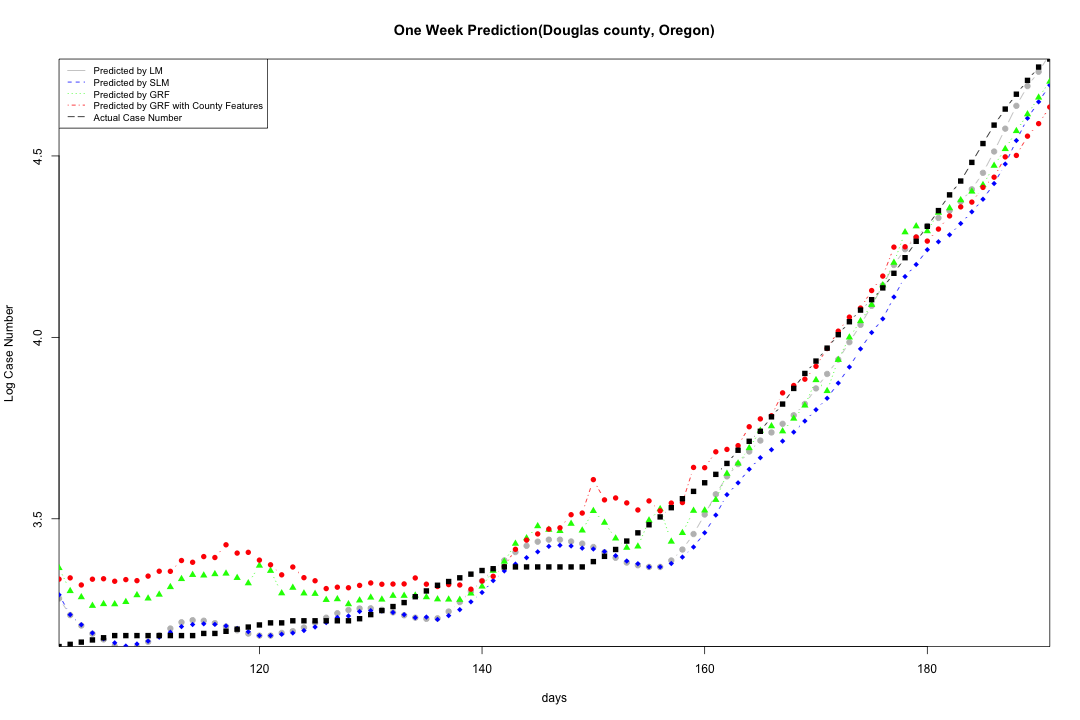 One Week Prediction(Douglas county, Oregon)
Predicted by LM
Predicted by SLM
Predicted by GRF
Predicted by GRF with County Features
Actual Case Number
Log Case Number
4.5
4.0
3.5
120 140 160 180
days